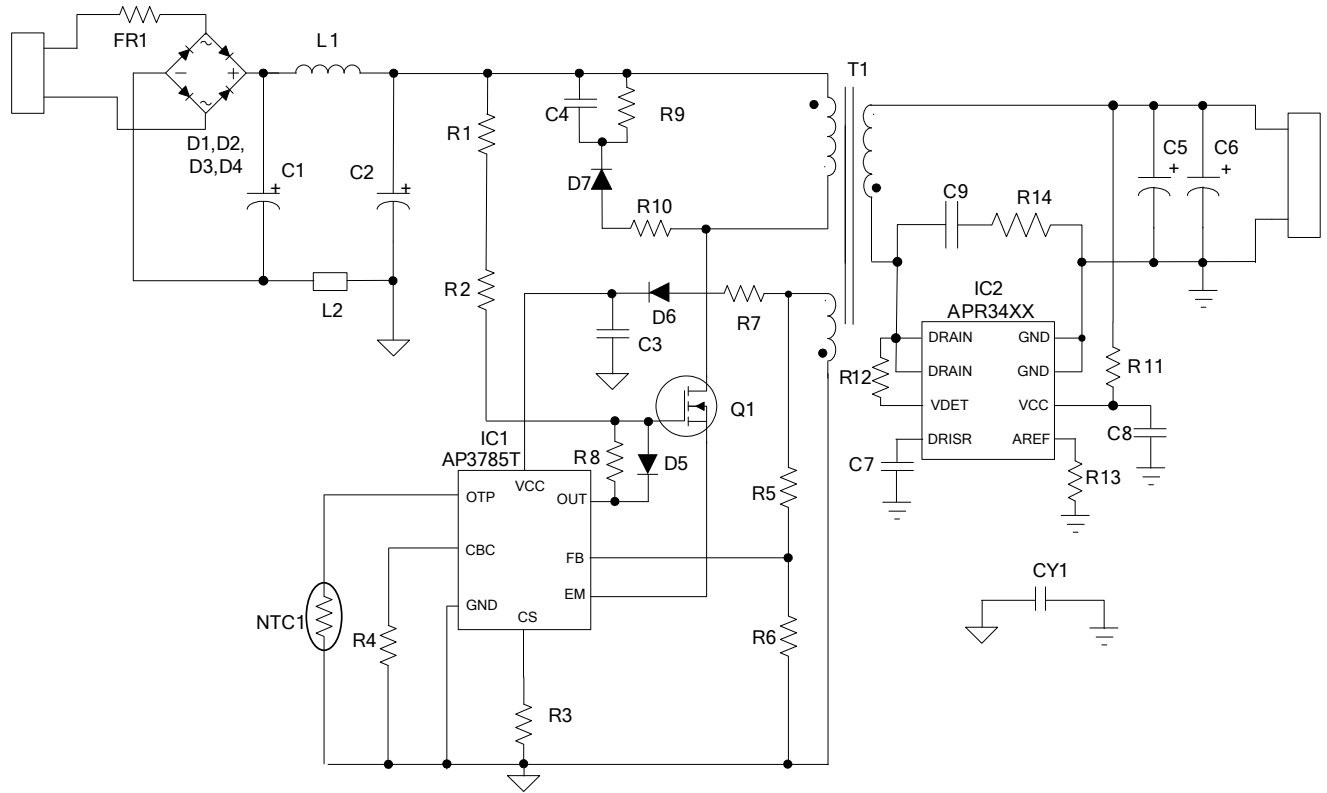 FR1
L1
T1
D1,D2,
D3,D4
C1
C2
R1
C4
R9
D7
R10
C5
+
C6
+
+
+
~
~
−
+
C9
R14
R2
L2
D6
R7
C3
IC2
APR34XX
DRAIN
GND
DRAIN
GND
VDET
VCC
DRISR
AREF
R12
R11
C7
C8
R13
Q1
IC1
AP3785T
R8
D5
VCC
OTP
OUT
CBC
FB
GND
EM
CS
R5
R6
NTC1
R4
R3
CY1